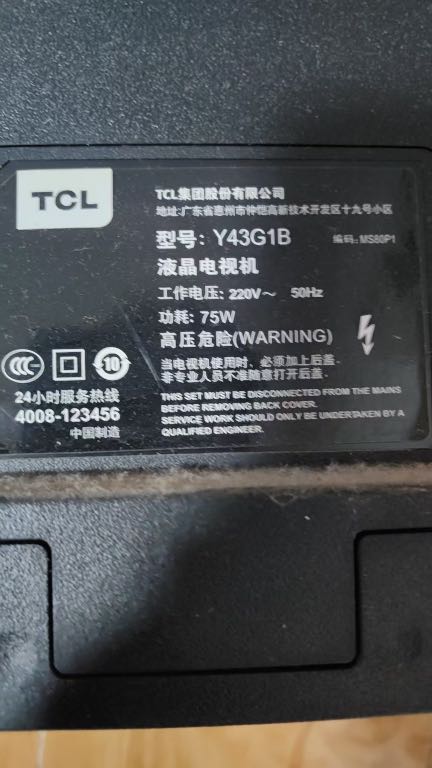 TCL
TCL集团股份有限公司
地址:广东省惠州市仲恺高新技术开发区十九号小区
型号: Y43G1B
编码: MS80P1
液晶电视机
工作电压: 220V～ 50Hz
功耗: 75W
高压危险(WARNING)
当电视机使用时，必须加上后盖，
非专业人员不准随意打开后盖.
THIS SET MUST BE DISCONNECTED FROM THE MAINS
BEFORE REMOVING BACK COVER.
SERVICE WORK SHOULD ONLY BE UNDERTAKEN BY A
QUALIFIED ENGINEER.
CCC
10
24小时服务热线
4008-123456
中国制造